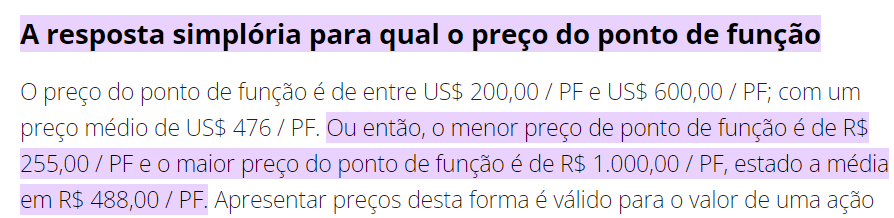 A resposta simplória para qual o preço do ponto de função
O preço do ponto de função é de entre US$ 200,00 / PF e US$ 600,00 / PF; com um
preço médio de US$ 476 / PF. Ou então, o menor preço de ponto de função é de R$
255,00 / PF e o maior preço do ponto de função é de R$ 1.000,00 / PF, estado a média
em R$ 488,00 / PF. Apresentar preços desta forma é válido para o valor de uma ação